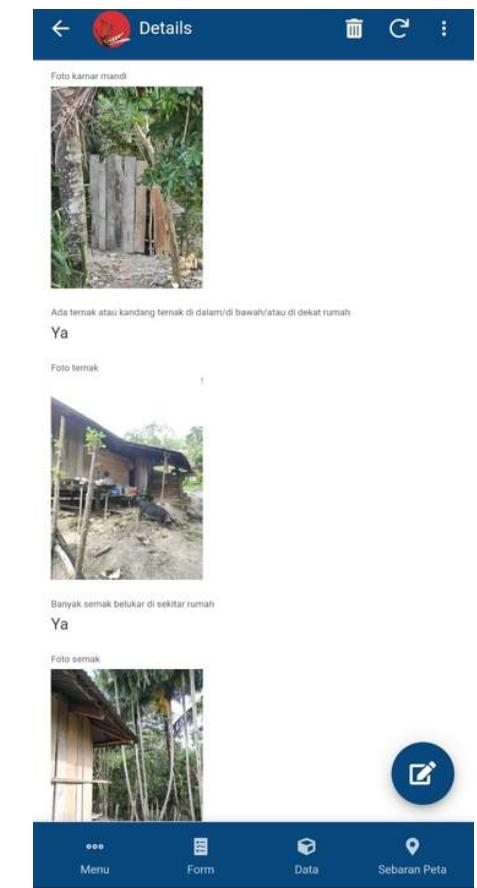 Details
Foto kamar mandi
Ada ternak atau kandang ternak di dalam/di bawah/atau di dekat rumah
Ya
Foto ternak
Banyak semak belukar di sekitar rumah
Ya
Foto semak
Menu
Form
Data
Sebaran Peta